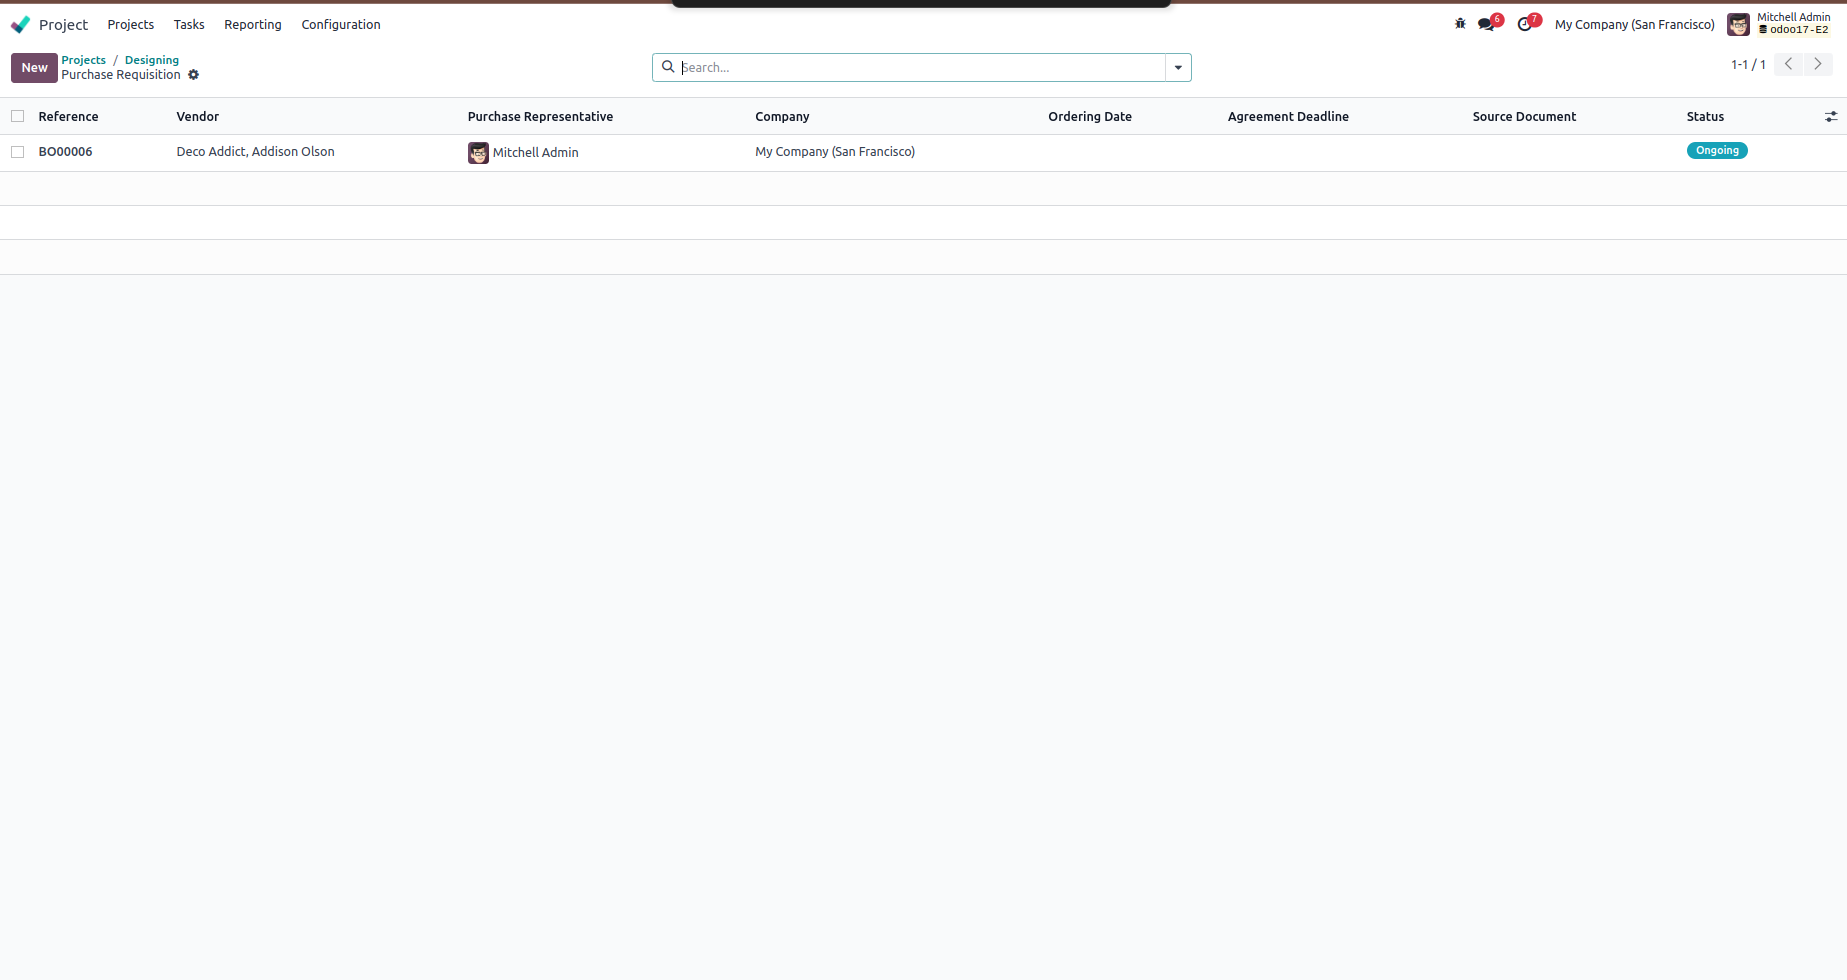 Project Projects Tasks Reporting Configuration 6 7 My Company (San Francisco) Mitchell Admin
odoo17-E2
New Projects / Designing
Purchase Requisition
Search...
1-1 / 1
Reference Vendor Purchase Representative Company Ordering Date Agreement Deadline Source Document Status
BO00006 Deco Addict, Addison Olson Mitchell Admin My Company (San Francisco) Ongoing